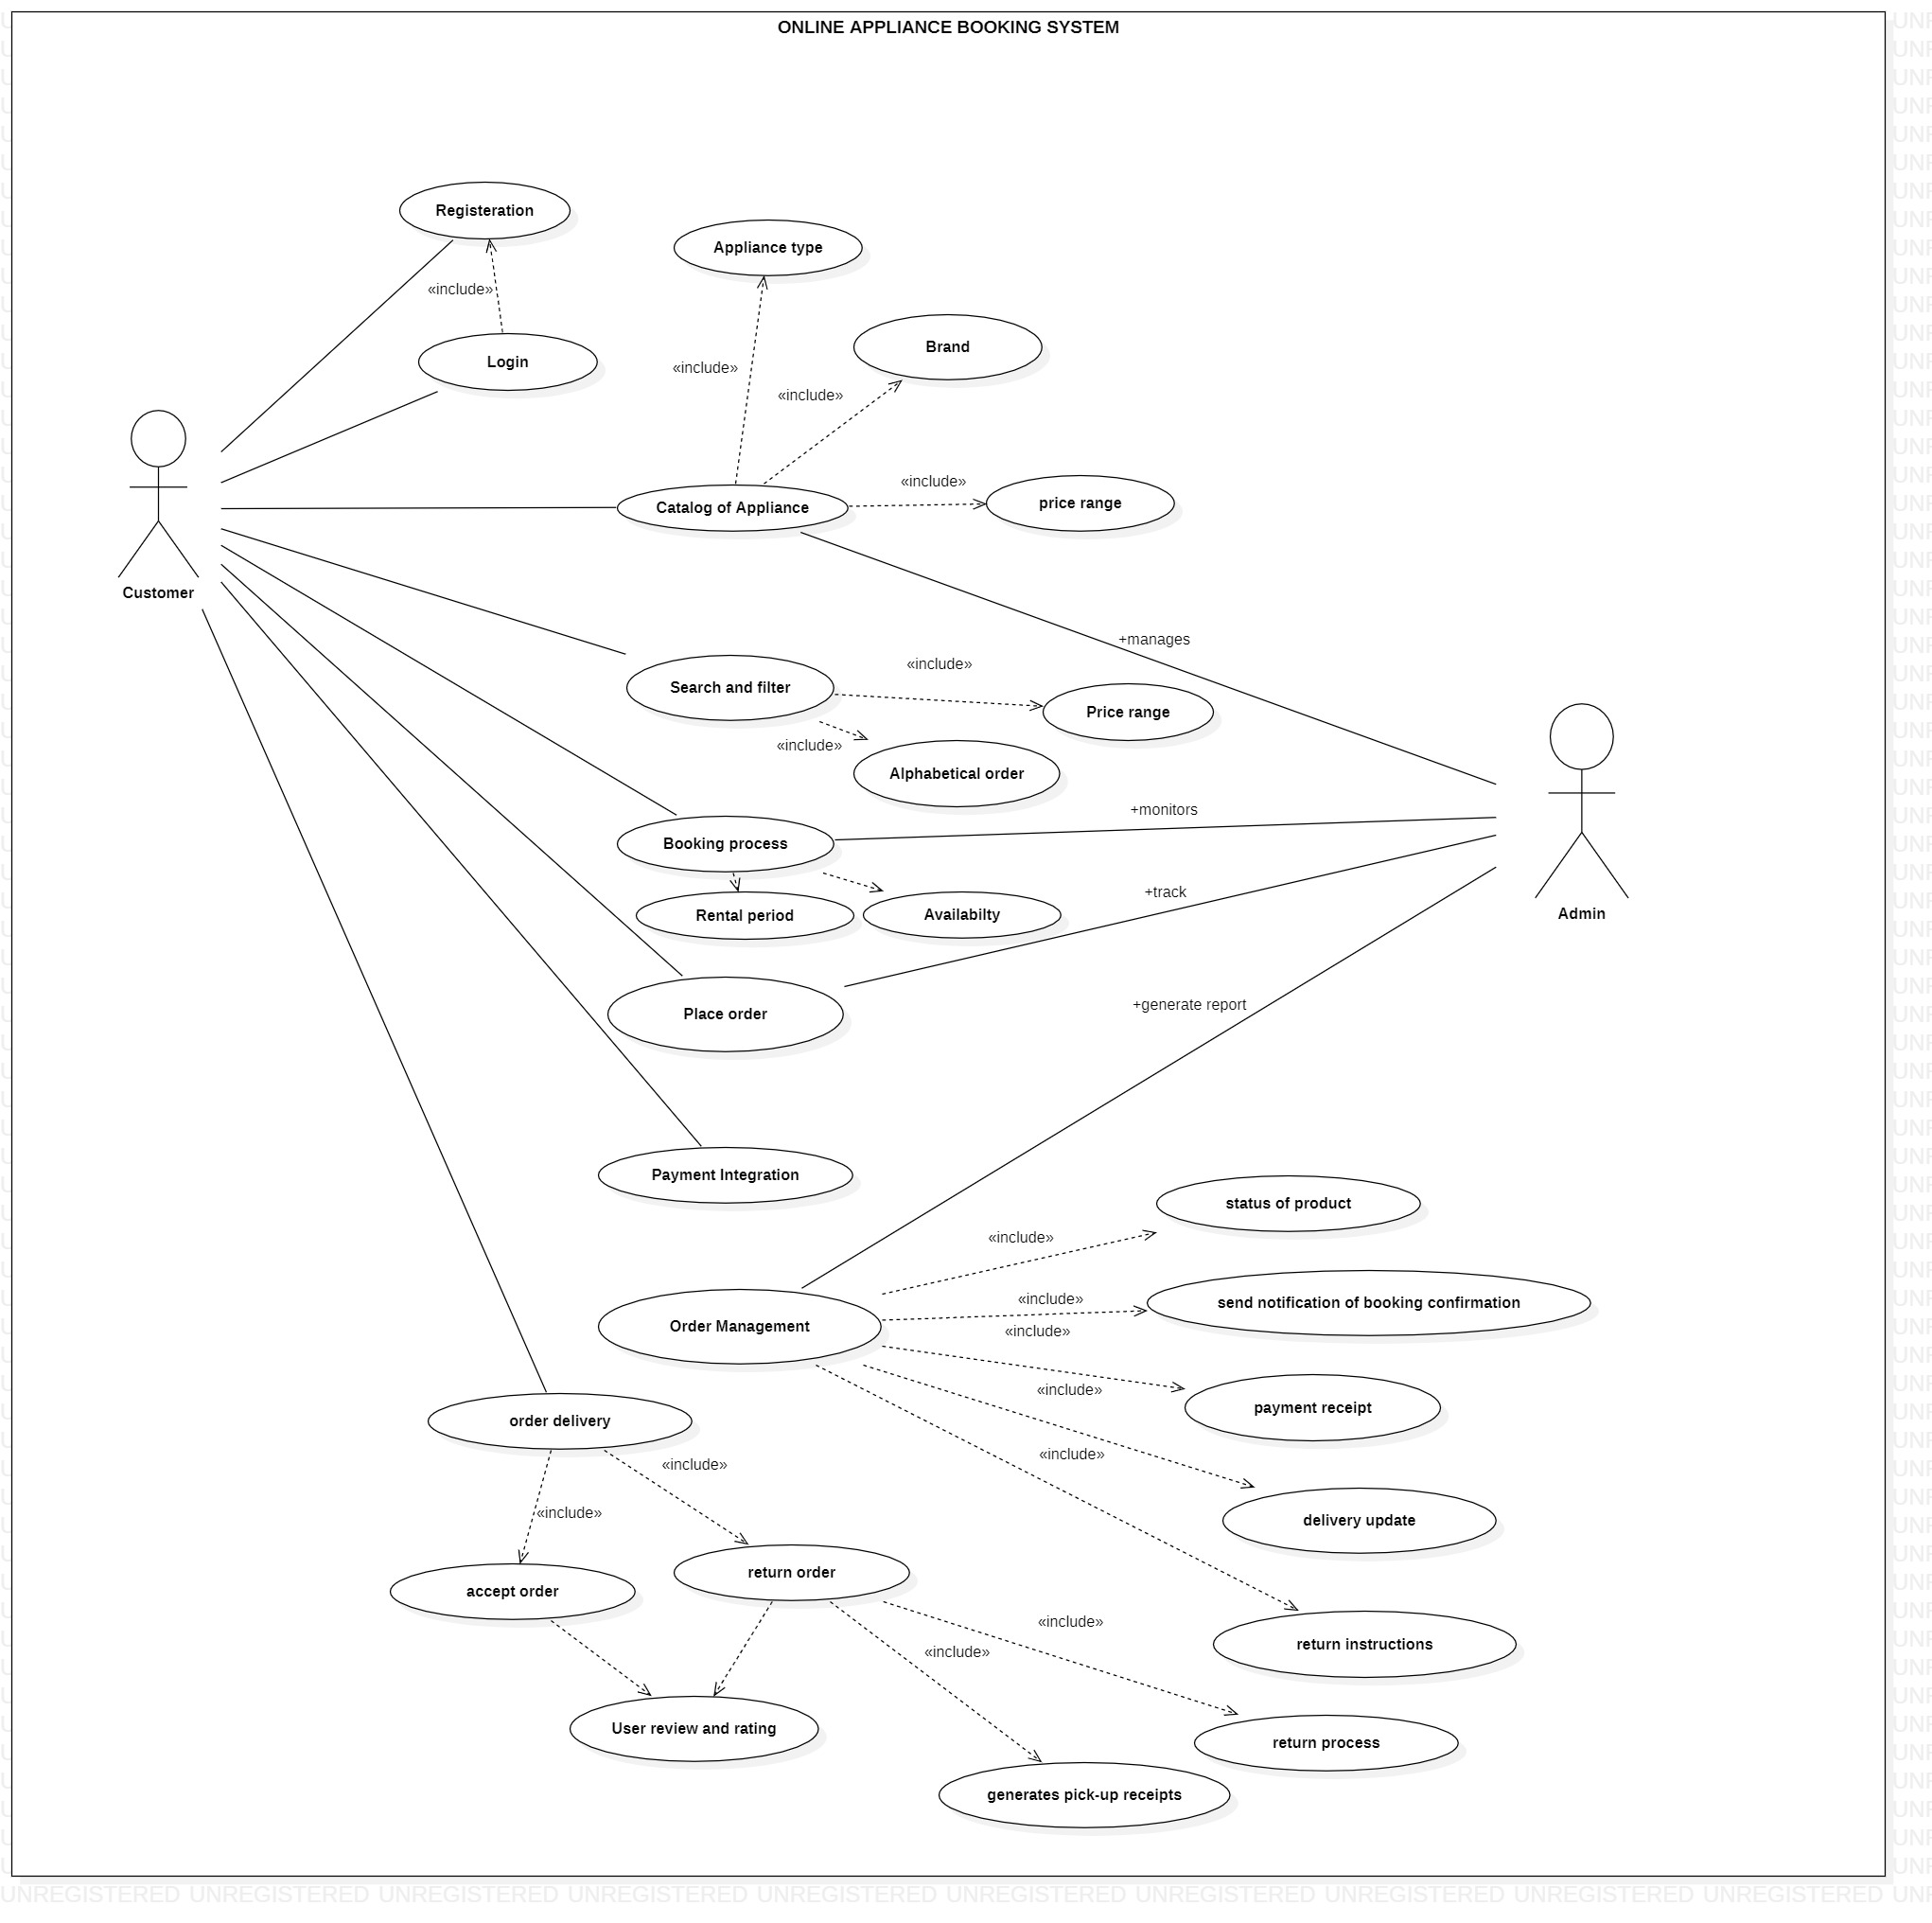 ONLINE APPLIANCE BOOKING SYSTEM
Registeration
Appliance type
«include»
Brand
Login
«include»
«include»
«include»
price range
Catalog of Appliance
Customer
+manages
«include»
Search and filter
Price range
«include»
Alphabetical order
+monitors
Booking process
+track
Rental period
Availabilty
Admin
+generate report
Place order
Payment Integration
status of product
«include»
«include»
send notification of booking confirmation
Order Management
«include»
«include»
payment receipt
order delivery
«include»
«include»
«include»
delivery update
return order
accept order
«include»
return instructions
«include»
User review and rating
return process
generates pick-up receipts
UNREGISTERED UNREGISTERED UNREGISTERED UNREGISTERED UNREGISTERED UNREGISTERED UNREGISTERED UNREGISTERED UNREGISTERED UNREGISTERED